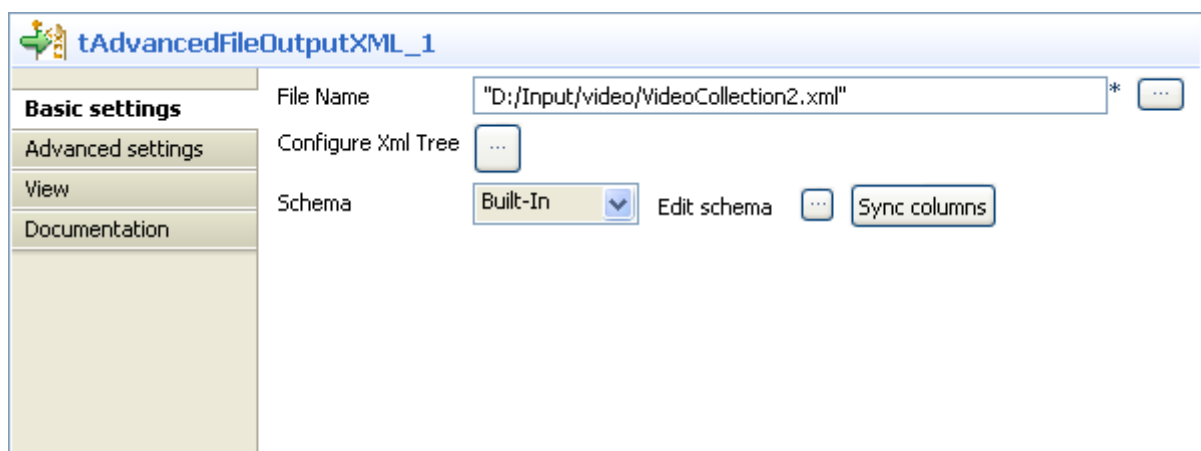 tAdvancedFileOutputXML_1
Basic settings
Advanced settings
View
Documentation
File Name "D:/Input/video/VideoCollection2.xml" * ...
Configure Xml Tree ...
Schema Built-In Edit schema ... Sync columns